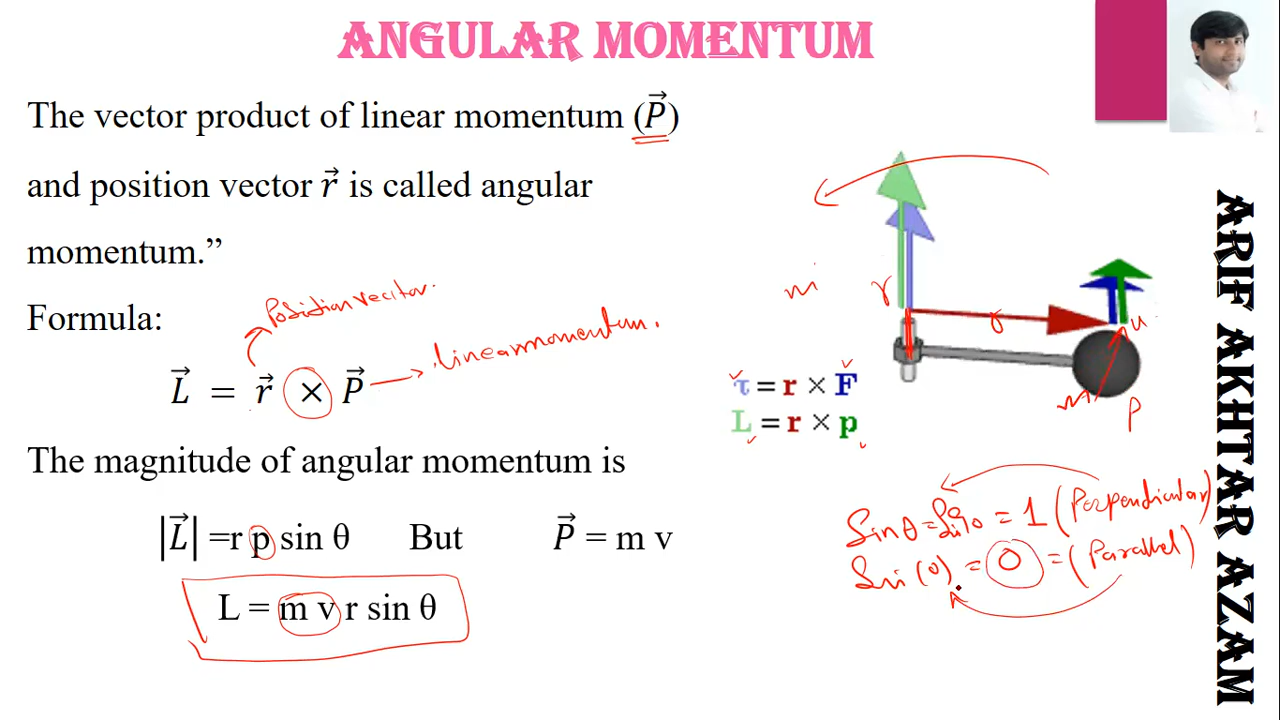 ANGULAR MOMENTUM
The vector product of linear momentum (P⃗)
and position vector r⃗ is called angular
momentum.”
Formula:
Position vector.
L⃗ = r⃗ × P⃗
linear momentum.
The magnitude of angular momentum is
|L⃗| =r p sin θ But P⃗ = m v
L = m v r sin θ
m r
r
τ = r × F
L = r × p
m
P
Sin θ = Sin 90 = 1 (Perpendicular)
Sin (0) = 0 = (Parallel)
ARIF AKHTAR AZAM